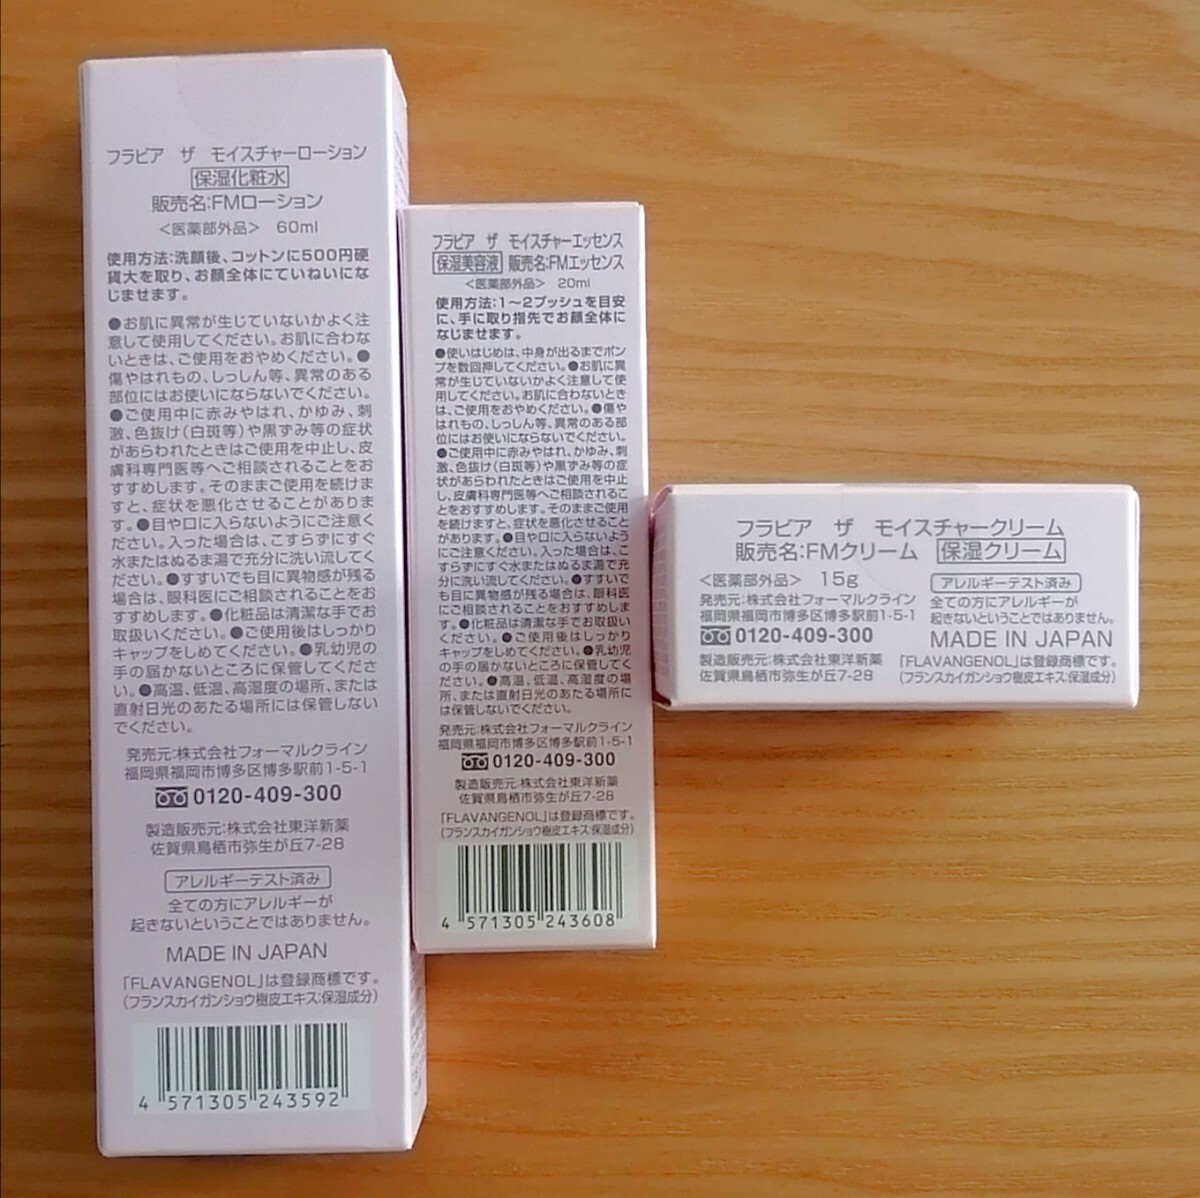 フラビア ザ モイスチャーローション
保湿化粧水
販売名:FMローション
<医薬部外品> 60ml
使用方法:洗顔後、コットンに500円硬
貨大を取り、お顔全体にていねいにな
じませます。
●お肌に異常が生じていないかよく注
意して使用してください。お肌に合わな
いときは、ご使用をおやめください。●
傷やはれもの、しっしん等、異常のある
部位にはお使いにならないでください。
●ご使用中に赤みやはれ、かゆみ、刺
激、色抜け(白斑等)や黒ずみ等の症状
があらわれたときはご使用を中止し、皮
膚科専門医等へご相談されることをお
すすめします。そのままご使用を続けま
すと、症状を悪化させることがありま
す。●目や口に入らないようにご注意く
ださい。入った場合は、こすらずにすぐ
水またはぬるま湯で充分に洗い流してく
ださい。●すすいでも目に異物感が残る
場合は、眼科医にご相談されることをお
すすめします。●化粧品は清潔な手でお
取扱いください。●ご使用後はしっかり
キャップをしめてください。●乳幼児の
手の届かないところに保管してくださ
い。●高温、低温、高湿度の場所、または
直射日光のあたる場所には保管しない
でください。
発売元:株式会社フォーマルクライン
福岡県福岡市博多区博多駅前1-5-1
0120-409-300
製造販売元:株式会社東洋新薬
佐賀県鳥栖市弥生が丘7-28
アレルギーテスト済み
全ての方にアレルギーが
起きないということではありません。
MADE IN JAPAN
「FLAVANGENOL」は登録商標です。
(フランスカイガンショウ樹皮エキス:保湿成分)
4 571305 243592
フラビア ザ モイスチャーエッセンス
保湿美容液 販売名:FMエッセンス
<医薬部外品> 20ml
使用方法:1〜2プッシュを目安
に、手に取り指先でお顔全体に
なじませます。
●使いはじめは、中身が出るまでポン
プを数回押してください。●お肌に異
常が生じていないかよく注意して使
用してください。お肌に合わないとき
は、ご使用をおやめください。●傷や
はれもの、しっしん等、異常のある部
位にはお使いにならないでください。
●ご使用中に赤みやはれ、かゆみ、刺
激、色抜け(白斑等)や黒ずみ等の症
状があらわれたときはご使用を中止
し、皮膚科専門医等へご相談されるこ
とをおすすめします。そのままご使用
を続けますと、症状を悪化させること
があります。●目や口に入らないよう
にご注意ください。入った場合は、こ
すらずにすぐ水またはぬるま湯で充
分に洗い流してください。●すすいで
も目に異物感が残る場合は、眼科医
にご相談されることをおすすめしま
す。●化粧品は清潔な手でお取扱い
ください。●ご使用後はしっかり
キャップをしめてください。●乳幼児
の手の届かないところに保管してく
ださい。●高温、低温、高湿度の場
所、または直射日光のあたる場所に
は保管しないでください。
発売元:株式会社フォーマルクライン
福岡県福岡市博多区博多駅前1-5-1
0120-409-300
製造販売元:株式会社東洋新薬
佐賀県鳥栖市弥生が丘7-28
「FLAVANGENOL」は登録商標です。
(フランスカイガンショウ樹皮エキス:保湿成分)
4 571305 243608
フラビア ザ モイスチャークリーム
販売名:FMクリーム 保湿クリーム
<医薬部外品> 15g
発売元:株式会社フォーマルクライン
福岡県福岡市博多区博多駅前1-5-1
0120-409-300
製造販売元:株式会社東洋新薬
佐賀県鳥栖市弥生が丘7-28
アレルギーテスト済み
全ての方にアレルギーが
起きないということではありません。
MADE IN JAPAN
「FLAVANGENOL」は登録商標です。
(フランスカイガンショウ樹皮エキス:保湿成分)